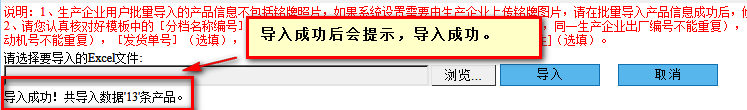 说明：1、生产企业用户批量导入的产品信息不包括铭牌照片，如果系统设置需要由生产企业上传铭牌图片，请在批量导入产品信息成功后，
2、请您认真核对好模板中的 [分档名称编号] 同一生产企业出厂编号不能重复），
动机号不能重复），[发货单号] （选填），（选填）。
导入成功后会提示，导入成功。
请选择要导入的Excel文件:
浏览... 导入 取消
导入成功！共导入数据'13'条产品。